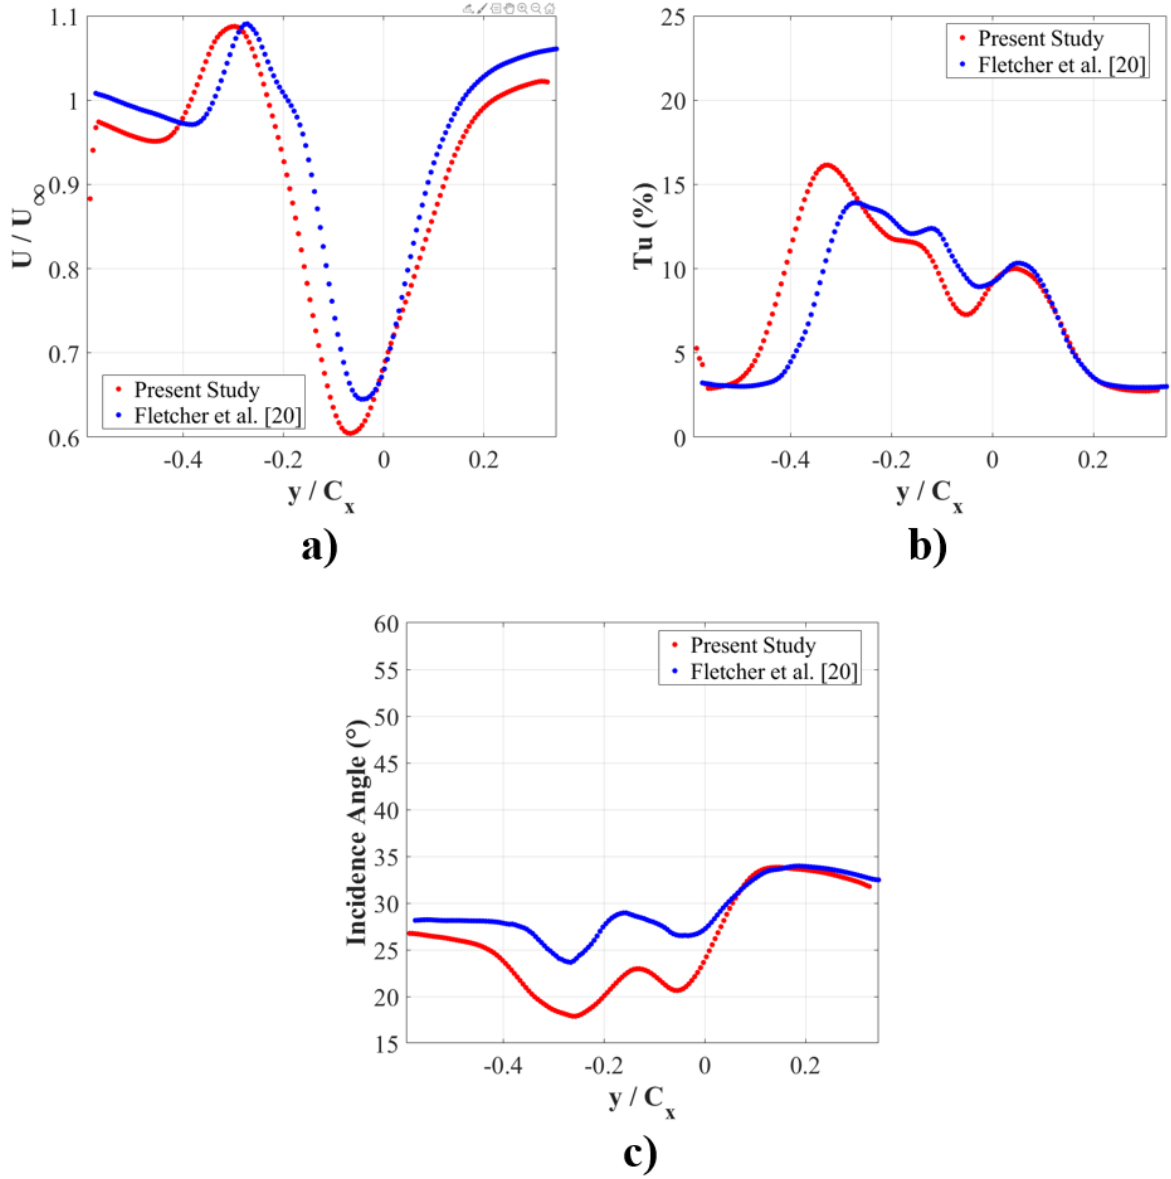 1.1
1
0.9
0.8
0.7
0.6
U / U∞
Present Study
Fletcher et al. [20]
-0.4
-0.2
0
0.2
y / Cx
a)
25
20
15
10
5
0
Tu (%)
Present Study
Fletcher et al. [20]
-0.4
-0.2
0
0.2
y / Cx
b)
60
55
50
45
40
35
30
25
20
15
Incidence Angle (°)
Present Study
Fletcher et al. [20]
-0.4
-0.2
0
0.2
y / Cx
c)